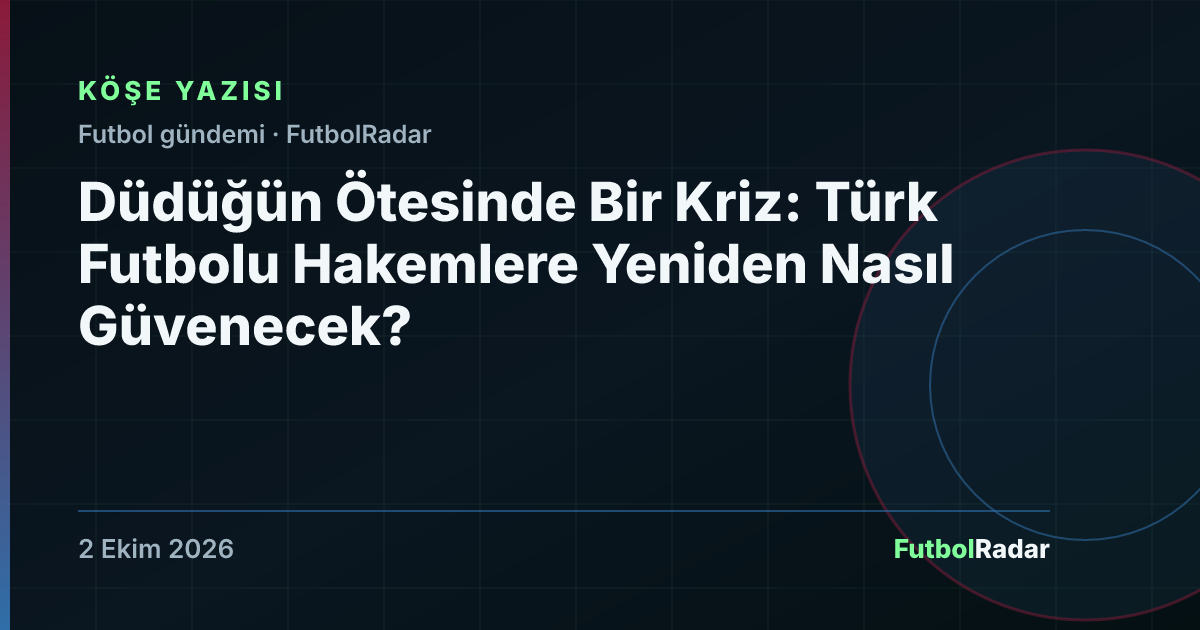 KÖŞE YAZISI
Futbol gündemi · FutbolRadar
Düdüğün Ötesinde Bir Kriz: Türk
Futbolu Hakemlere Yeniden Nasıl
Güvenecek?
2 Ekim 2026
FutbolRadar